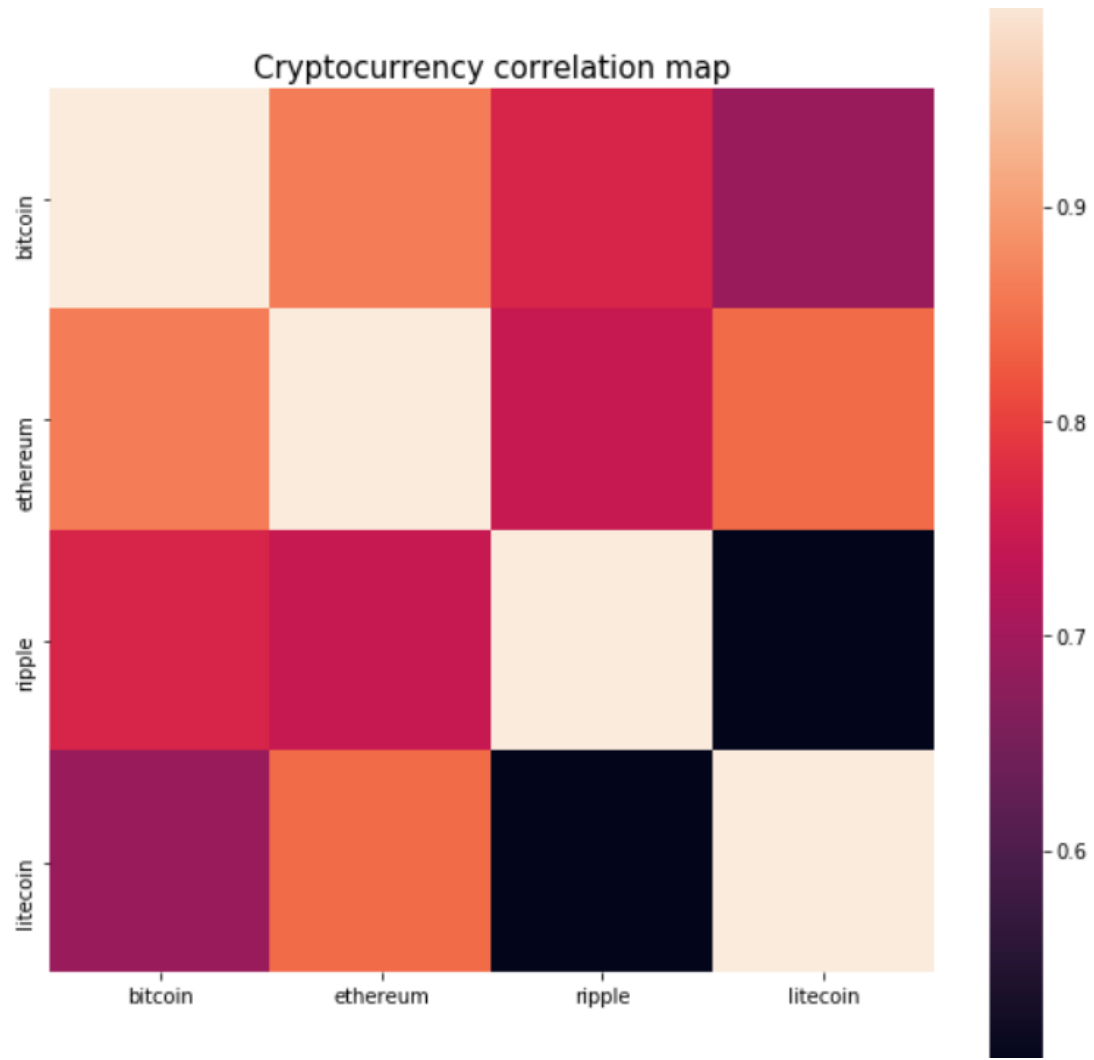 Cryptocurrency correlation map
bitcoin
ethereum
ripple
litecoin
bitcoin ethereum ripple litecoin
0.9
0.8
0.7
0.6